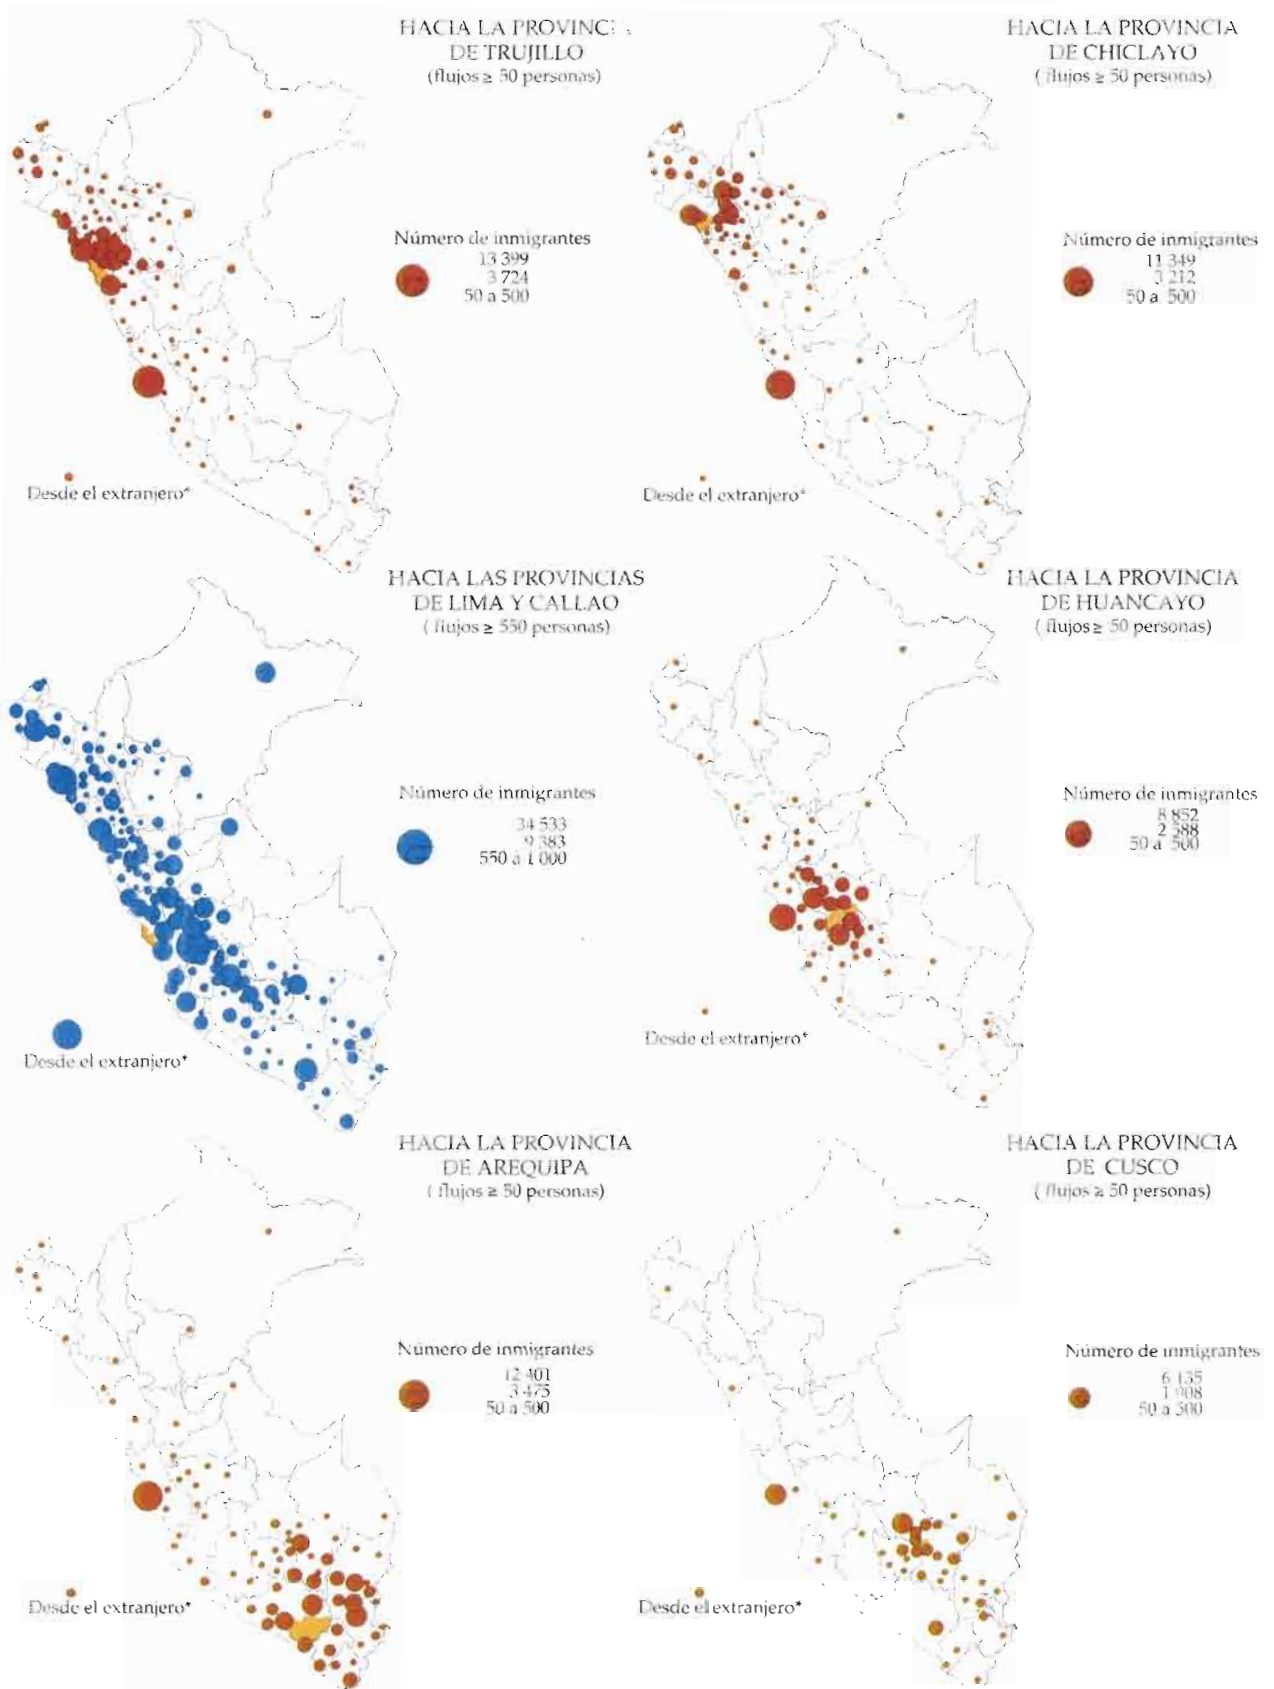 HACIA LA PROVINC
DE TRUJILLO
(flujos ≥ 50 personas)
Número de inmigrantes
13 399
3 724
50 a 500
Desde el extranjero*
HACIA LA PROVINCIA
DE CHICLAYO
( flujos ≥ 50 personas)
Número de inmigrantes
11 349
3 212
50 a 500
Desde el extranjero*
HACIA LAS PROVINCIAS
DE LIMA Y CALLAO
( flujos ≥ 550 personas)
Número de inmigrantes
34 533
9 383
550 a 1 000
Desde el extranjero*
HACIA LA PROVINCIA
DE HUANCAYO
( flujos ≥ 50 personas)
Número de inmigrantes
8 852
2 588
50 a 500
Desde el extranjero*
HACIA LA PROVINCIA
DE AREQUIPA
( flujos ≥ 50 personas)
Número de inmigrantes
12 401
3 475
50 a 500
Desde el extranjero*
HACIA LA PROVINCIA
DE CUSCO
( flujos ≥ 50 personas)
Número de inmigrantes
6 135
1 908
50 a 500
Desde el extranjero*